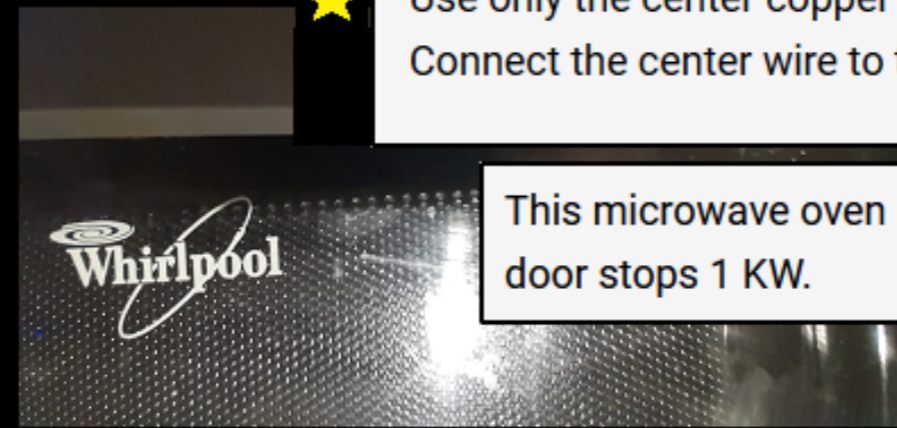 Use only the center copper
Connect the center wire to
This microwave oven
door stops 1 KW.
Whirlpool